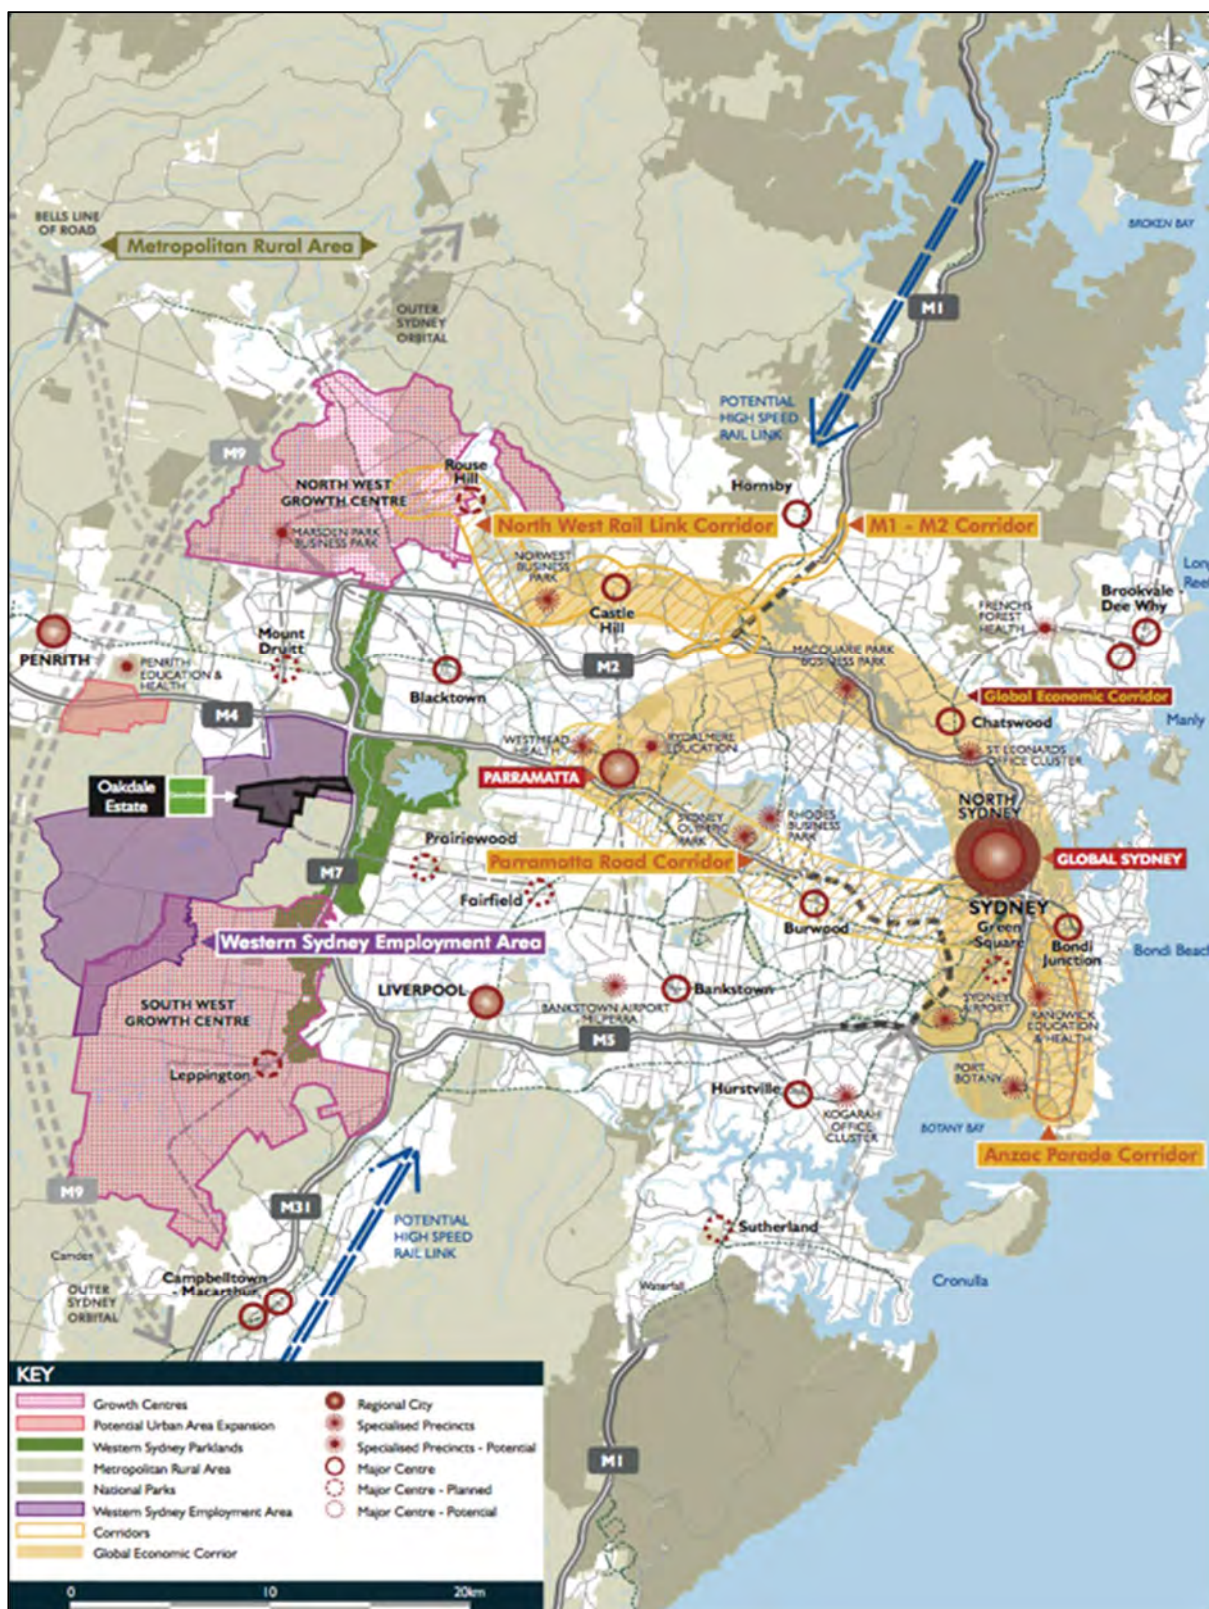 BELLS LINE
OF ROAD
Metropolitan Rural Area
BROKEN BAY
OUTER
SYDNEY
ORBITAL
M1
POTENTIAL
HIGH SPEED
RAIL LINK
M9
Rouse
Hill
NORTH WEST
GROWTH CENTRE
Hornsby
North West Rail Link Corridor
M1 - M2 Corridor
MARSDEN PARK
BUSINESS PARK
NORWEST
BUSINESS
PARK
Long
Reef
Castle
Hill
Brookvale -
Dee Why
FRENCHS
FOREST
HEALTH
PENRITH
Mount
Druitt
PENRITH
EDUCATION
& HEALTH
Blacktown
M2
MACQUARIE PARK
BUSINESS PARK
Global Economic Corridor
Chatswood
Manly
M4
WESTMEAD
HEALTH
RYDALMERE
EDUCATION
ST LEONARDS
OFFICE CLUSTER
PARRAMATTA
Oakdale
Estate
NORTH
SYDNEY
SYDNEY
OLYMPIC
PARK
RHODES
BUSINESS
PARK
Prairiewood
Parramatta Road Corridor
GLOBAL SYDNEY
M7
Fairfield
Burwood
SYDNEY
Green
Square
Bondi
Junction
Bondi Beach
Western Sydney Employment Area
LIVERPOOL
Bankstown
SOUTH WEST
GROWTH CENTRE
BANKSTOWN AIRPORT
MILPERRA
SYDNEY
AIRPORT
RANDWICK
EDUCATION
& HEALTH
M5
Leppington
Hurstville
PORT
BOTANY
KOGARAH
OFFICE
CLUSTER
BOTANY BAY
Anzac Parade Corridor
M9
M31
POTENTIAL
HIGH SPEED
RAIL LINK
Sutherland
Camden
Campbelltown
- Macarthur
Waterfall
Cronulla
OUTER
SYDNEY
ORBITAL
M1
KEY
Growth Centres
Potential Urban Area Expansion
Western Sydney Parklands
Metropolitan Rural Area
National Parks
Western Sydney Employment Area
Corridors
Global Economic Corrior
Regional City
Specialised Precincts
Specialised Precincts - Potential
Major Centre
Major Centre - Planned
Major Centre - Potential
0 10 20km